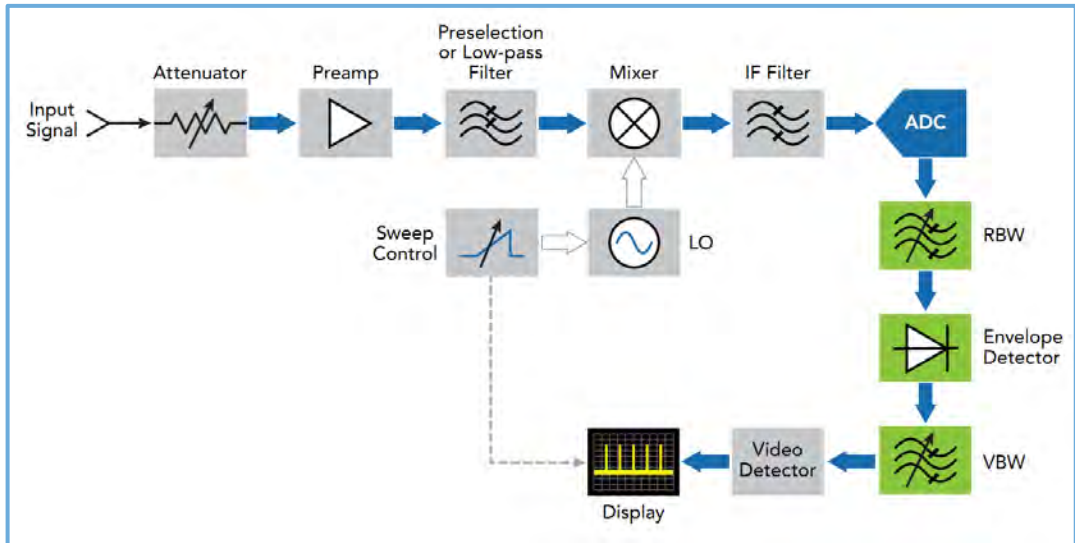 Preselection
or Low-pass
Filter
Attenuator
Preamp
Mixer
IF Filter
Input
Signal
ADC
Sweep
Control
LO
RBW
Envelope
Detector
Video
Detector
VBW
Display